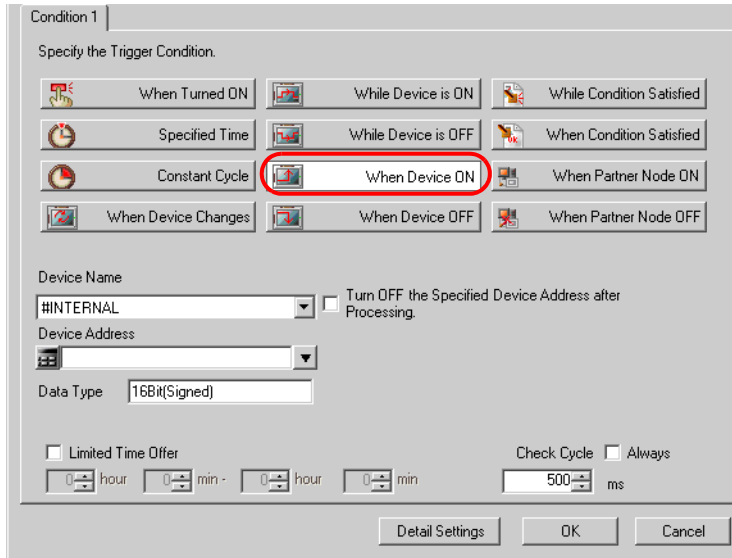 Condition 1
Specify the Trigger Condition.
When Turned ON While Device is ON While Condition Satisfied
Specified Time While Device is OFF When Condition Satisfied
Constant Cycle When Device ON When Partner Node ON
When Device Changes When Device OFF When Partner Node OFF
Device Name
#INTERNAL Turn OFF the Specified Device Address after
Processing.
Device Address
Data Type 16Bit(Signed)
Limited Time Offer Check Cycle Always
0 hour 0 min - 0 hour 0 min 500 ms
Detail Settings OK Cancel